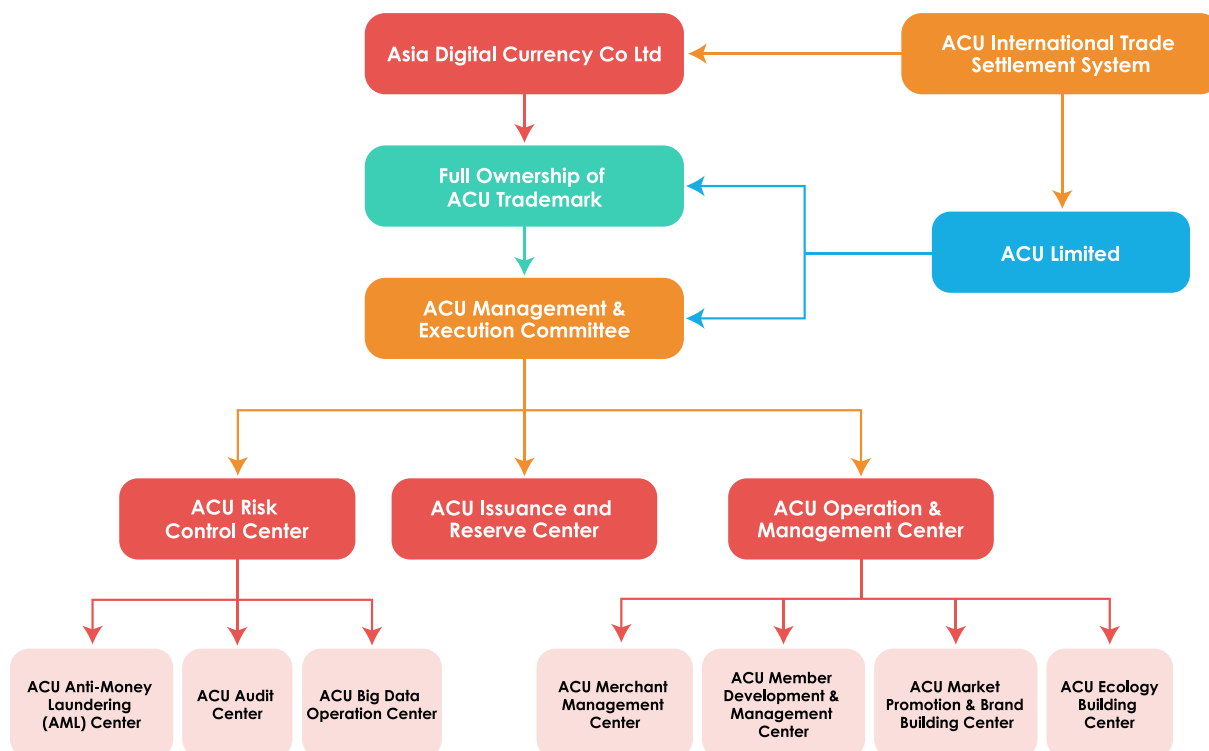 Asia Digital Currency Co Ltd
ACU International Trade
Settlement System
Full Ownership of
ACU Trademark
ACU Limited
ACU Management &
Execution Committee
ACU Risk
Control Center
ACU Issuance and
Reserve Center
ACU Operation &
Management Center
ACU Anti-Money
Laundering
(AML) Center
ACU Audit
Center
ACU Big Data
Operation Center
ACU Merchant
Management
Center
ACU Member
Development &
Management
Center
ACU Market
Promotion & Brand
Building Center
ACU Ecology
Building
Center